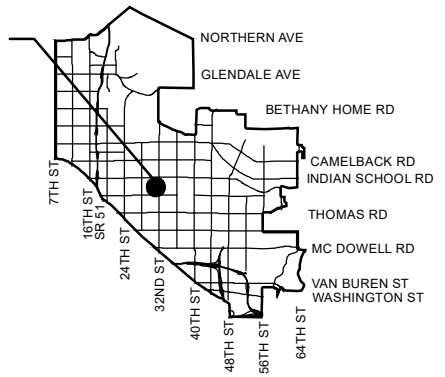 NORTHERN AVE
GLENDALE AVE
BETHANY HOME RD
CAMELBACK RD
INDIAN SCHOOL RD
THOMAS RD
MC DOWELL RD
VAN BUREN ST
WASHINGTON ST
7TH ST
16TH ST
SR 51
24TH ST
32ND ST
40TH ST
48TH ST
56TH ST
64TH ST